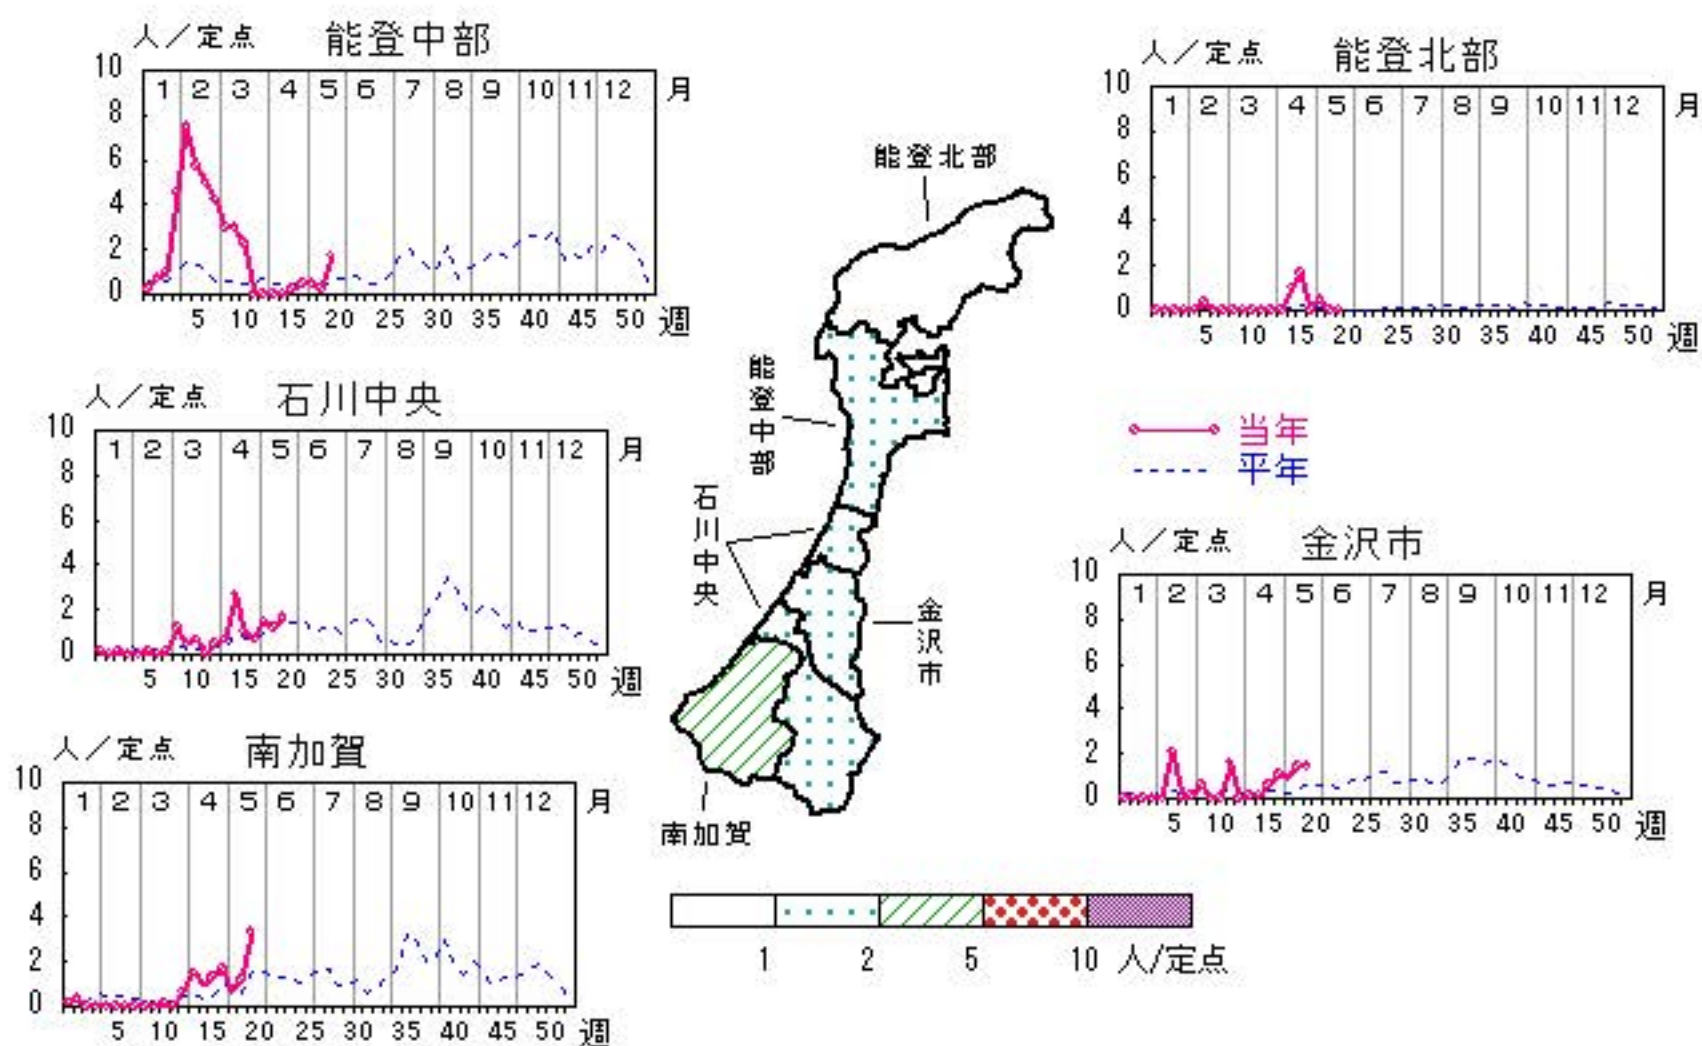 人／定点 能登中部
10
1 2 3 4 5 6 7 8 9 10 11 12 月
8
6
4
2
0
5 10 15 20 25 30 35 40 45 50 週
人／定点 能登北部
10
1 2 3 4 5 6 7 8 9 10 11 12 月
8
6
4
2
0
5 10 15 20 25 30 35 40 45 50 週
能登北部
能登中部
石川中央
金沢市
南加賀
人／定点 石川中央
10
1 2 3 4 5 6 7 8 9 10 12 月
8
6
4
2
0
5 10 15 20 25 30 35 40 45 50 週
当年
平年
人／定点 金沢市
10
1 2 3 4 5 6 7 8 9 10 11 12 月
8
6
4
2
0
5 10 15 20 25 30 35 40 45 50 週
人／定点 南加賀
10
1 2 3 4 5 6 8 9 10 11 12 月
8
6
4
2
0
5 10 15 20 25 30 35 40 45 50 週
1 2 5 10 人/定点